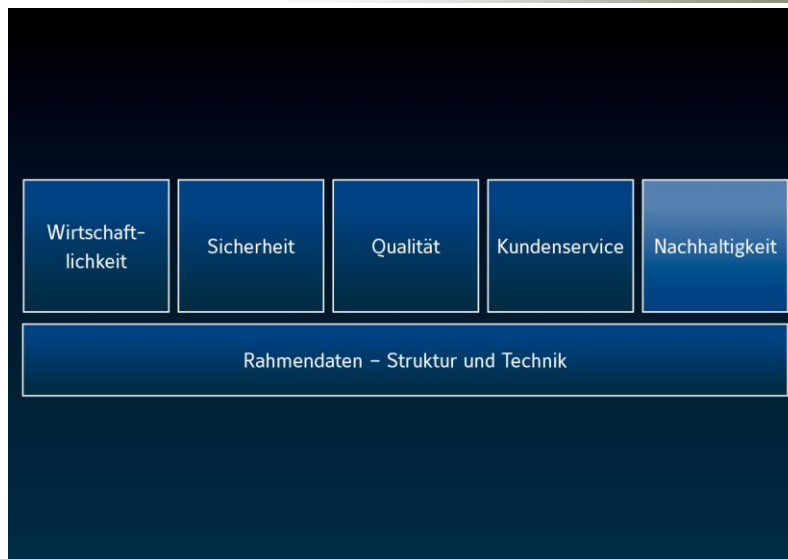 Wirtschaft-
lichkeit
Sicherheit
Qualität
Kundenservice
Nachhaltigkeit
Rahmendaten – Struktur und Technik